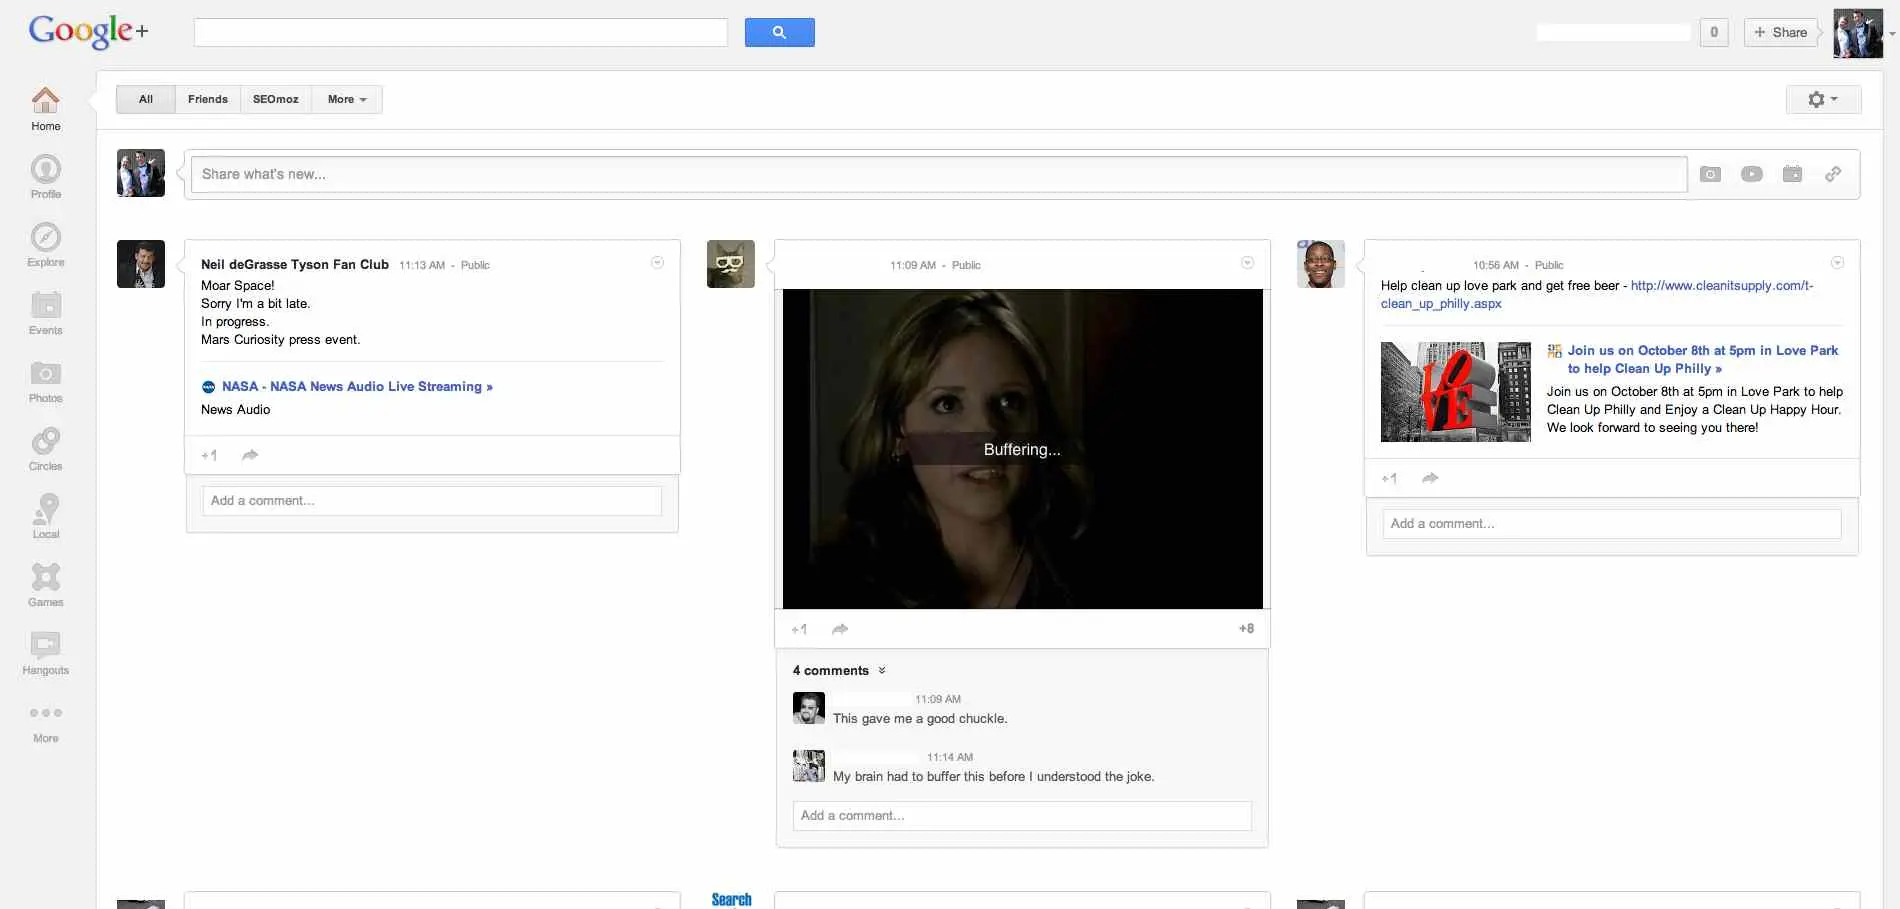 Google+
0
+ Share
All
Friends
SEOmoz
More
Home
Profile
Explore
Events
Photos
Circles
Local
Games
Hangouts
More
Share what's new...
Neil deGrasse Tyson Fan Club 11:13 AM - Public
Moar Space!
Sorry I'm a bit late.
In progress.
Mars Curiosity press event.
NASA - NASA News Audio Live Streaming »
News Audio
+1
Add a comment...
11:09 AM - Public
Buffering...
+1
+8
4 comments
11:09 AM
This gave me a good chuckle.
11:14 AM
My brain had to buffer this before I understood the joke.
Add a comment...
10:56 AM - Public
Help clean up love park and get free beer - http://www.cleanitsupply.com/t-
clean_up_philly.aspx
LOVE
Join us on October 8th at 5pm in Love Park
to help Clean Up Philly »
Join us on October 8th at 5pm in Love Park to help
Clean Up Philly and Enjoy a Clean Up Happy Hour.
We look forward to seeing you there!
+1
Add a comment...
Search